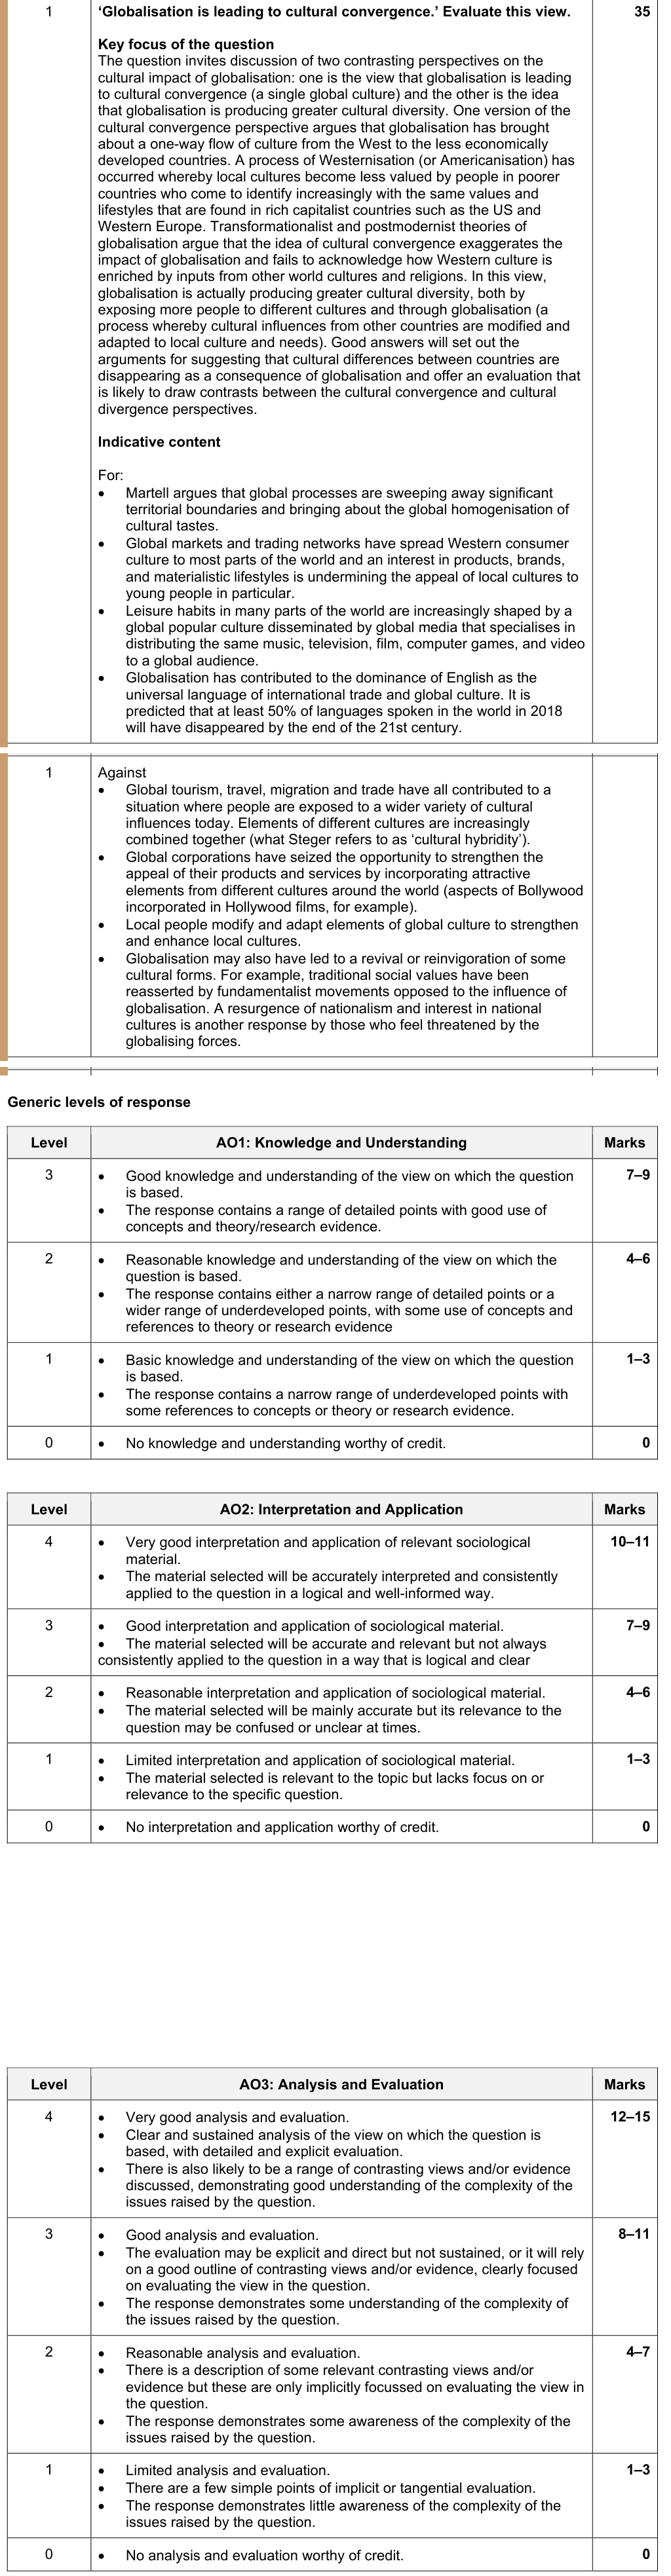 1 ‘Globalisation is leading to cultural convergence.’ Evaluate this view. 35
Key focus of the question
The question invites discussion of two contrasting perspectives on the
cultural impact of globalisation: one is the view that globalisation is leading
to cultural convergence (a single global culture) and the other is the idea
that globalisation is producing greater cultural diversity. One version of the
cultural convergence perspective argues that globalisation has brought
about a one-way flow of culture from the West to the less economically
developed countries. A process of Westernisation (or Americanisation) has
occurred whereby local cultures become less valued by people in poorer
countries who come to identify increasingly with the same values and
lifestyles that are found in rich capitalist countries such as the US and
Western Europe. Transformationalist and postmodernist theories of
globalisation argue that the idea of cultural convergence exaggerates the
impact of globalisation and fails to acknowledge how Western culture is
enriched by inputs from other world cultures and religions. In this view,
globalisation is actually producing greater cultural diversity, both by
exposing more people to different cultures and through globalisation (a
process whereby cultural influences from other countries are modified and
adapted to local culture and needs). Good answers will set out the
arguments for suggesting that cultural differences between countries are
disappearing as a consequence of globalisation and offer an evaluation that
is likely to draw contrasts between the cultural convergence and cultural
divergence perspectives.
Indicative content
For:
• Martell argues that global processes are sweeping away significant
territorial boundaries and bringing about the global homogenisation of
cultural tastes.
• Global markets and trading networks have spread Western consumer
culture to most parts of the world and an interest in products, brands,
and materialistic lifestyles is undermining the appeal of local cultures to
young people in particular.
• Leisure habits in many parts of the world are increasingly shaped by a
global popular culture disseminated by global media that specialises in
distributing the same music, television, film, computer games, and video
to a global audience.
• Globalisation has contributed to the dominance of English as the
universal language of international trade and global culture. It is
predicted that at least 50% of languages spoken in the world in 2018
will have disappeared by the end of the 21st century.
1 Against
• Global tourism, travel, migration and trade have all contributed to a
situation where people are exposed to a wider variety of cultural
influences today. Elements of different cultures are increasingly
combined together (what Steger refers to as ‘cultural hybridity’).
• Global corporations have seized the opportunity to strengthen the
appeal of their products and services by incorporating attractive
elements from different cultures around the world (aspects of Bollywood
incorporated in Hollywood films, for example).
• Local people modify and adapt elements of global culture to strengthen
and enhance local cultures.
• Globalisation may also have led to a revival or reinvigoration of some
cultural forms. For example, traditional social values have been
reasserted by fundamentalist movements opposed to the influence of
globalisation. A resurgence of nationalism and interest in national
cultures is another response by those who feel threatened by the
globalising forces.
Generic levels of response
Level AO1: Knowledge and Understanding Marks
3 • Good knowledge and understanding of the view on which the question 7–9
is based.
• The response contains a range of detailed points with good use of
concepts and theory/research evidence.
2 • Reasonable knowledge and understanding of the view on which the 4–6
question is based.
• The response contains either a narrow range of detailed points or a
wider range of underdeveloped points, with some use of concepts and
references to theory or research evidence
1 • Basic knowledge and understanding of the view on which the question 1–3
is based.
• The response contains a narrow range of underdeveloped points with
some references to concepts or theory or research evidence.
0 • No knowledge and understanding worthy of credit. 0
Level AO2: Interpretation and Application Marks
4 • Very good interpretation and application of relevant sociological 10–11
material.
• The material selected will be accurately interpreted and consistently
applied to the question in a logical and well-informed way.
3 • Good interpretation and application of sociological material. 7–9
• The material selected will be accurate and relevant but not always
consistently applied to the question in a way that is logical and clear
2 • Reasonable interpretation and application of sociological material. 4–6
• The material selected will be mainly accurate but its relevance to the
question may be confused or unclear at times.
1 • Limited interpretation and application of sociological material. 1–3
• The material selected is relevant to the topic but lacks focus on or
relevance to the specific question.
0 • No interpretation and application worthy of credit. 0
Level AO3: Analysis and Evaluation Marks
4 • Very good analysis and evaluation. 12–15
• Clear and sustained analysis of the view on which the question is
based, with detailed and explicit evaluation.
• There is also likely to be a range of contrasting views and/or evidence
discussed, demonstrating good understanding of the complexity of the
issues raised by the question.
3 • Good analysis and evaluation. 8–11
• The evaluation may be explicit and direct but not sustained, or it will rely
on a good outline of contrasting views and/or evidence, clearly focused
on evaluating the view in the question.
• The response demonstrates some understanding of the complexity of
the issues raised by the question.
2 • Reasonable analysis and evaluation. 4–7
• There is a description of some relevant contrasting views and/or
evidence but these are only implicitly focussed on evaluating the view in
the question.
• The response demonstrates some awareness of the complexity of the
issues raised by the question.
1 • Limited analysis and evaluation. 1–3
• There are a few simple points of implicit or tangential evaluation.
• The response demonstrates little awareness of the complexity of the
issues raised by the question.
0 • No analysis and evaluation worthy of credit. 0